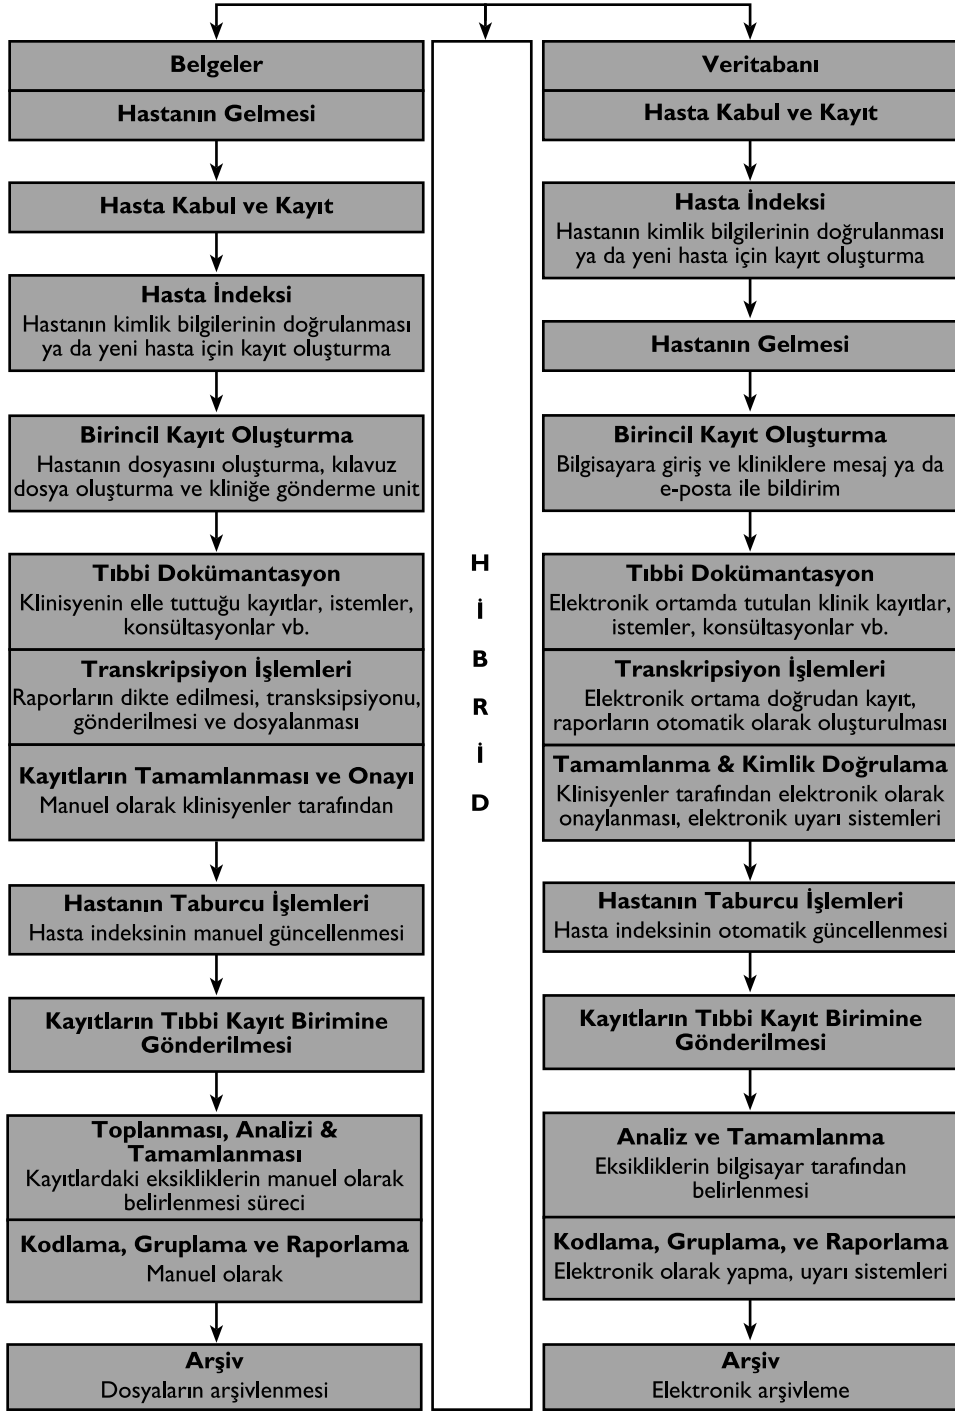 Belgeler
Hastanın Gelmesi
Hasta Kabul ve Kayıt
Hasta İndeksi
Hastanın kimlik bilgilerinin doğrulanması
ya da yeni hasta için kayıt oluşturma
Birincil Kayıt Oluşturma
Hastanın dosyasını oluşturma, kılavuz
dosya oluşturma ve kliniğe gönderme unit
Tıbbi Dokümantasyon
Klinisyenin elle tuttuğu kayıtlar, istemler,
konsültasyonlar vb.
Transkripsiyon İşlemleri
Raporların dikte edilmesi, transksipsiyonu,
gönderilmesi ve dosyalanması
Kayıtların Tamamlanması ve Onayı
Manuel olarak klinisyenler tarafından
Hastanın Taburcu İşlemleri
Hasta indeksinin manuel güncellenmesi
Kayıtların Tıbbi Kayıt Birimine
Gönderilmesi
Toplanması, Analizi &
Tamamlanması
Kayıtlardaki eksikliklerin manuel olarak
belirlenmesi süreci
Kodlama, Gruplama ve Raporlama
Manuel olarak
Arşiv
Dosyaların arşivlenmesi
H
İ
B
R
İ
D
Veritabanı
Hasta Kabul ve Kayıt
Hasta İndeksi
Hastanın kimlik bilgilerinin doğrulanması
ya da yeni hasta için kayıt oluşturma
Hastanın Gelmesi
Birincil Kayıt Oluşturma
Bilgisayara giriş ve kliniklere mesaj ya da
e-posta ile bildirim
Tıbbi Dokümantasyon
Elektronik ortamda tutulan klinik kayıtlar,
istemler, konsültasyonlar vb.
Transkripsiyon İşlemleri
Elektronik ortama doğrudan kayıt,
raporların otomatik olarak oluşturulması
Tamamlanma & Kimlik Doğrulama
Klinisyenler tarafından elektronik olarak
onaylanması, elektronik uyarı sistemleri
Hastanın Taburcu İşlemleri
Hasta indeksinin otomatik güncellenmesi
Kayıtların Tıbbi Kayıt Birimine
Gönderilmesi
Analiz ve Tamamlanma
Eksikliklerin bilgisayar tarafından
belirlenmesi
Kodlama, Gruplama, ve Raporlama
Elektronik olarak yapma, uyarı sistemleri
Arşiv
Elektronik arşivleme